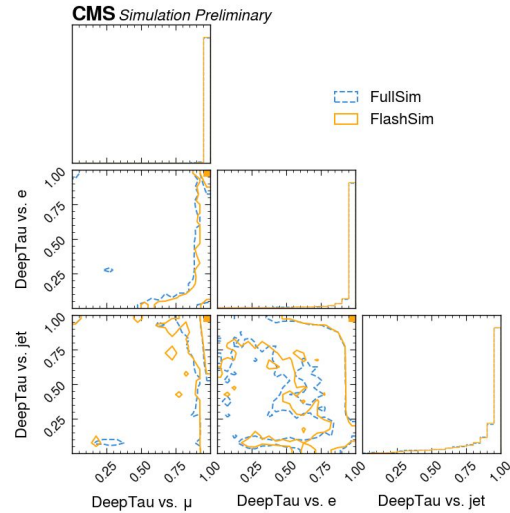 CMS Simulation Preliminary
FullSim
FlashSim
1.00
0.75
0.50
0.25
DeepTau vs. e
1.00
0.75
0.50
0.25
DeepTau vs. jet
0.25 0.50 0.75 1.00 0.25 0.50 0.75 1.00 0.25 0.50 0.75 1.00
DeepTau vs. μ DeepTau vs. e DeepTau vs. jet